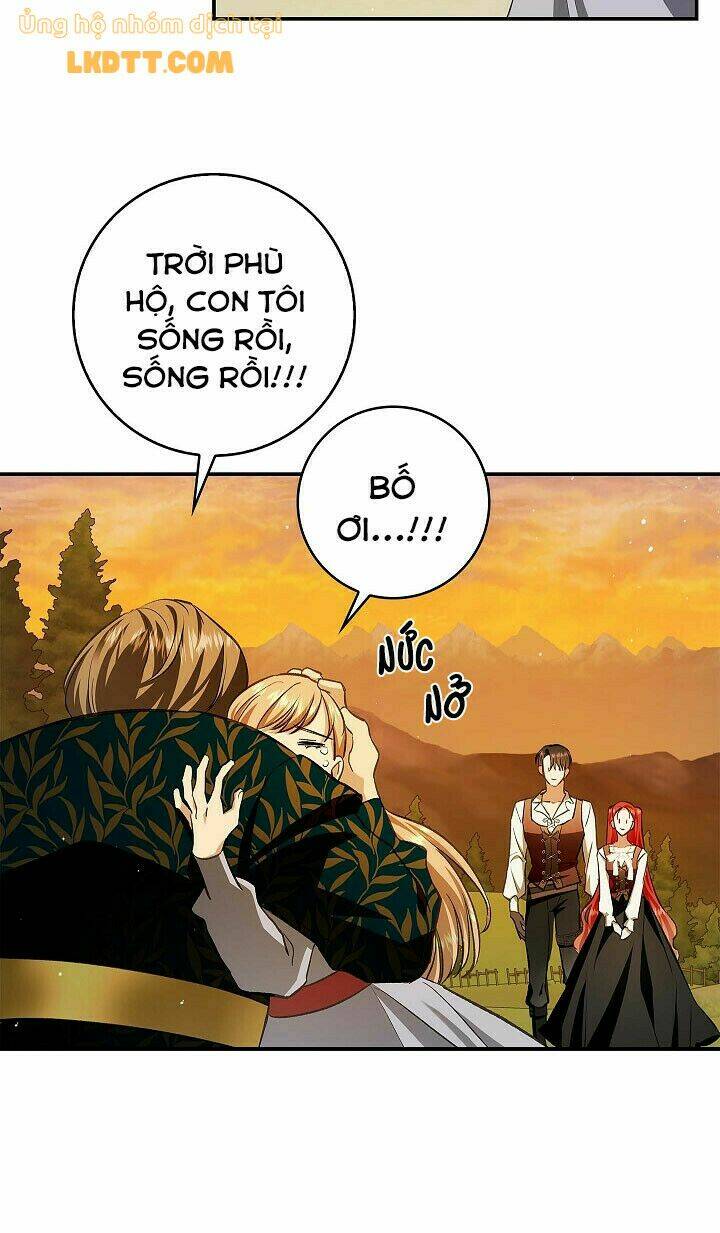 Ủng hộ nhóm dịch tại
LKDTT.COM
TRỜI PHÙ
HỘ, CON TÔI
SỐNG RỒI,
SỐNG RỒI!!!
BỐ
ƠI...!!!
NỨC
NỞ